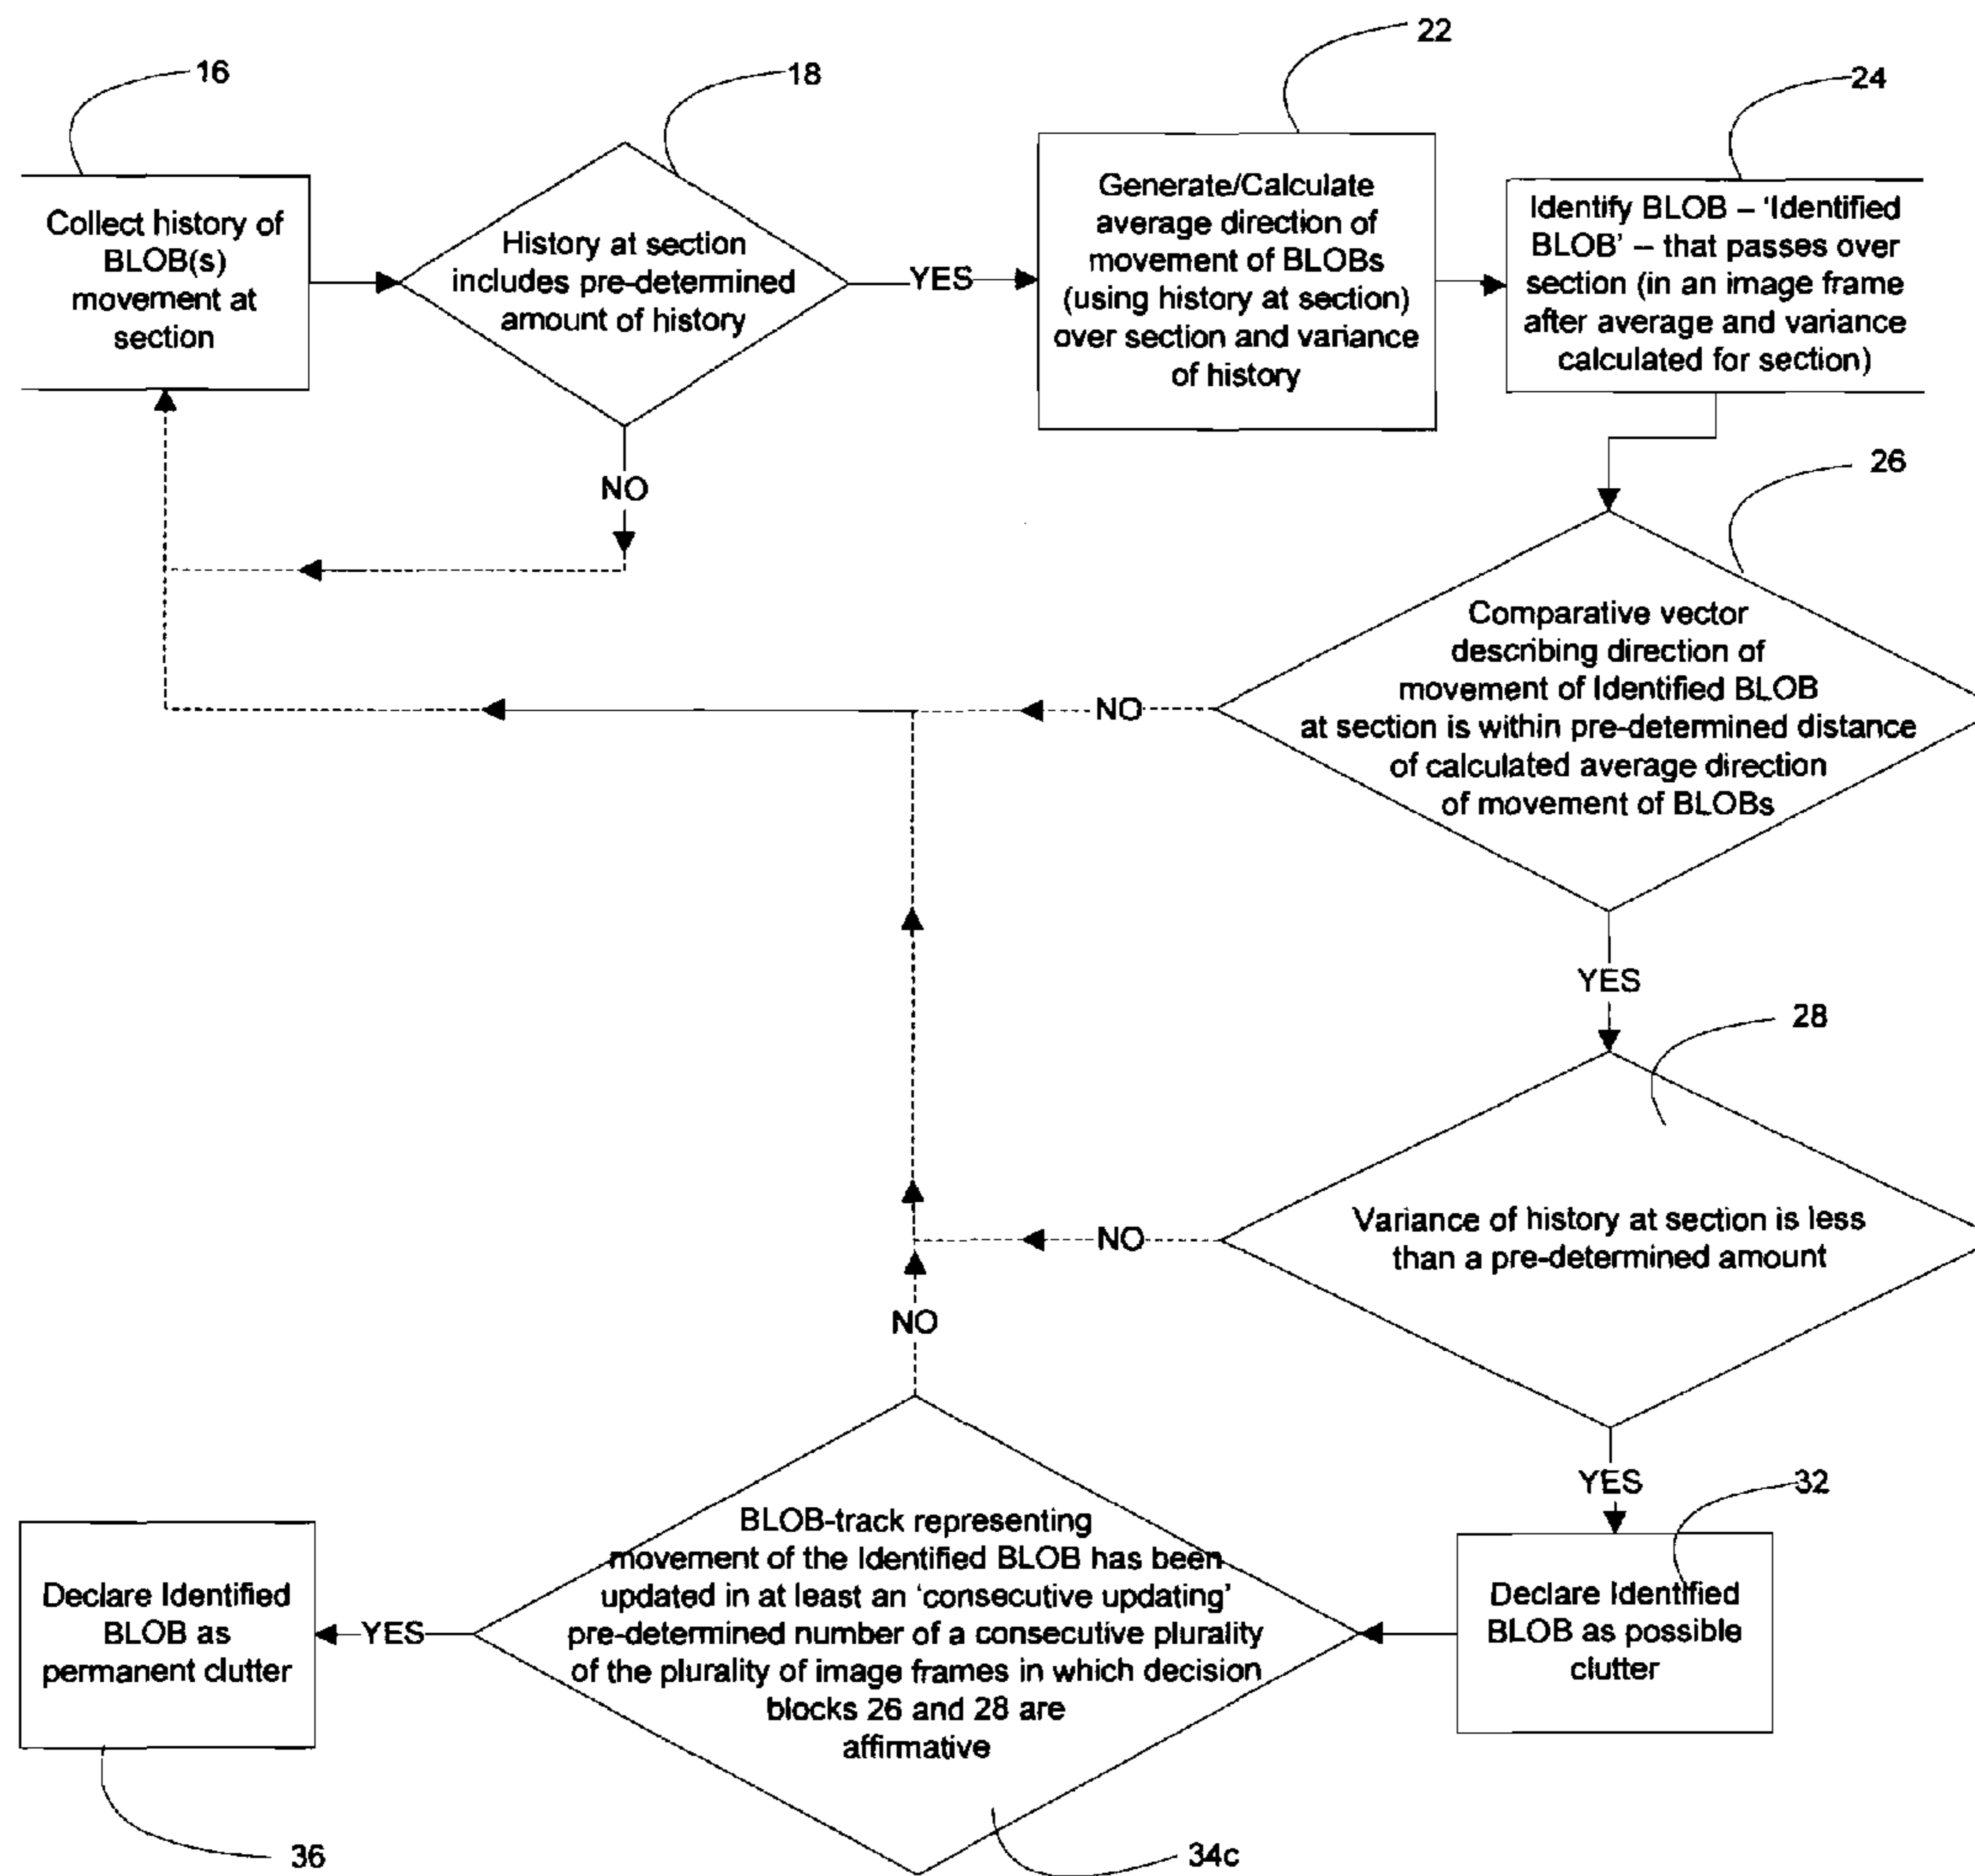 16
18
22
24
Collect history of
BLOB(s)
movement at
section
History at section
includes pre-determined
amount of history
YES
Generate/Calculate
average direction of
movement of BLOBs
(using history at section)
over section and variance
of history
Identify BLOB – 'Identified
BLOB' – that passes over
section (in an image frame
after average and variance
calculated for section)
NO
26
Comparative vector
describing direction of
movement of Identified BLOB
at section is within pre-determined distance
of calculated average direction
of movement of BLOBs
NO
YES
28
Variance of history at section is less
than a pre-determined amount
NO
NO
YES
32
Declare Identified
BLOB as possible
clutter
BLOB-track representing
movement of the Identified BLOB has been
updated in at least an 'consecutive updating'
pre-determined number of a consecutive plurality
of the plurality of image frames in which decision
blocks 26 and 28 are
affirmative
YES
Declare Identified
BLOB as
permanent clutter
36
34c